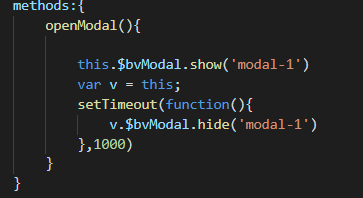 methods:{
openModal(){
this.$bvModal.show('modal-1')
var v = this;
setTimeout(function(){
v.$bvModal.hide('modal-1')
},1000)
}
}